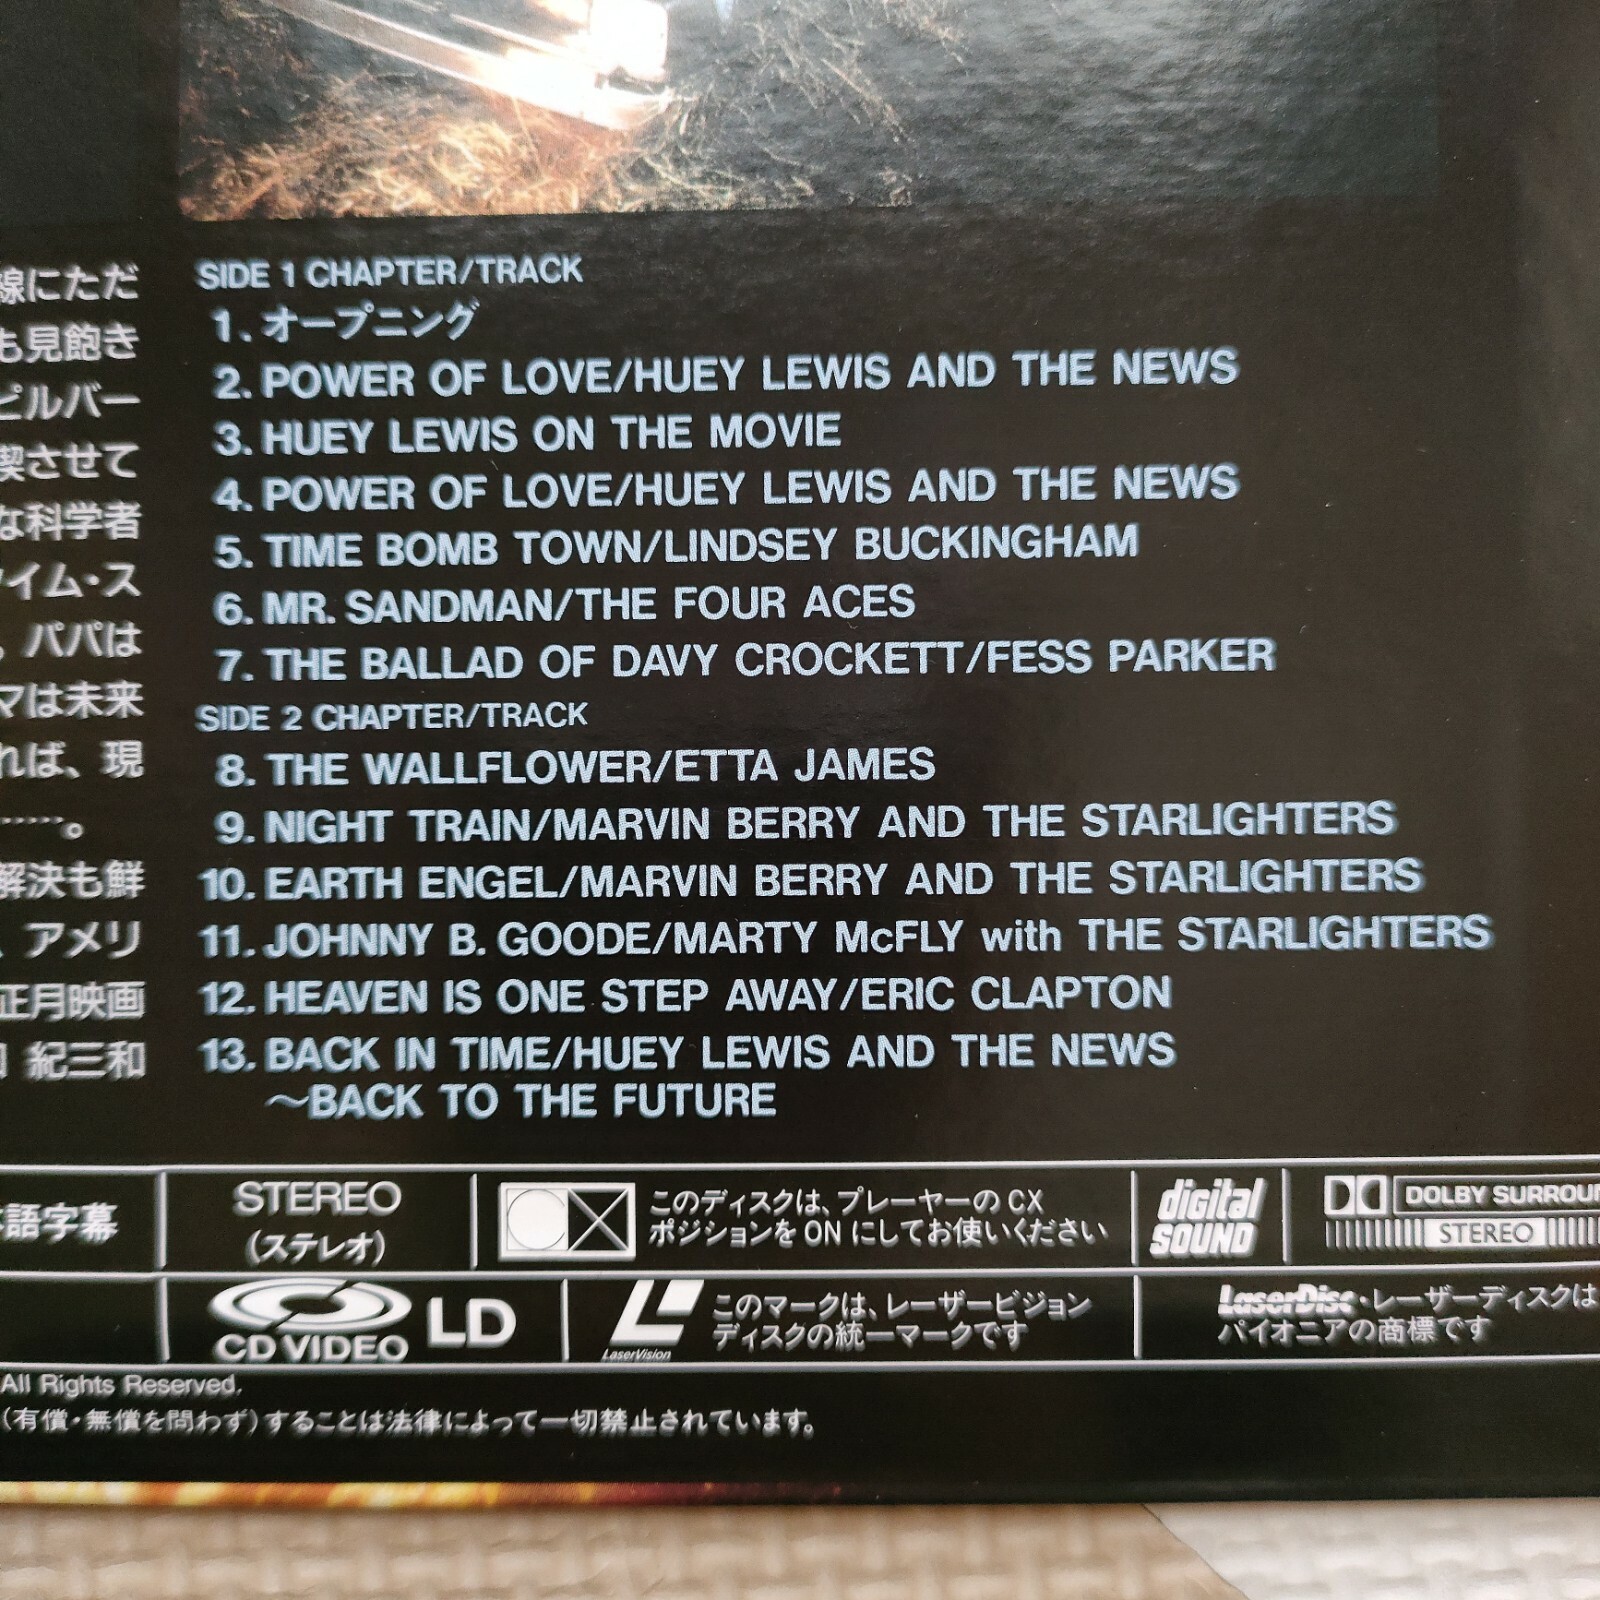 線にただ
も見飽き
ピルバー
喫させて
な科学者
イム・ス
パパは
マは未来
れば、現
……。
解決も鮮
アメリ
正月映画
紀三和
SIDE 1 CHAPTER/TRACK
1. オープニング
2. POWER OF LOVE/HUEY LEWIS AND THE NEWS
3. HUEY LEWIS ON THE MOVIE
4. POWER OF LOVE/HUEY LEWIS AND THE NEWS
5. TIME BOMB TOWN/LINDSEY BUCKINGHAM
6. MR. SANDMAN/THE FOUR ACES
7. THE BALLAD OF DAVY CROCKETT/FESS PARKER
SIDE 2 CHAPTER/TRACK
8. THE WALLFLOWER/ETTA JAMES
9. NIGHT TRAIN/MARVIN BERRY AND THE STARLIGHTERS
10. EARTH ENGEL/MARVIN BERRY AND THE STARLIGHTERS
11. JOHNNY B. GOODE/MARTY McFLY with THE STARLIGHTERS
12. HEAVEN IS ONE STEP AWAY/ERIC CLAPTON
13. BACK IN TIME/HUEY LEWIS AND THE NEWS
〜BACK TO THE FUTURE
語字幕
STEREO
(ステレオ)
このディスクは、プレーヤーの CX
ポジションを ON にしてお使いください
digital
SOUND
DOLBY SURROUN
STEREO
CD VIDEO LD
LaserVision
このマークは、レーザービジョン
ディスクの統一マークです
LaserDisc・レーザーディスクは
パイオニアの商標です
All Rights Reserved.
(有償・無償を問わず)することは法律によって一切禁止されています。